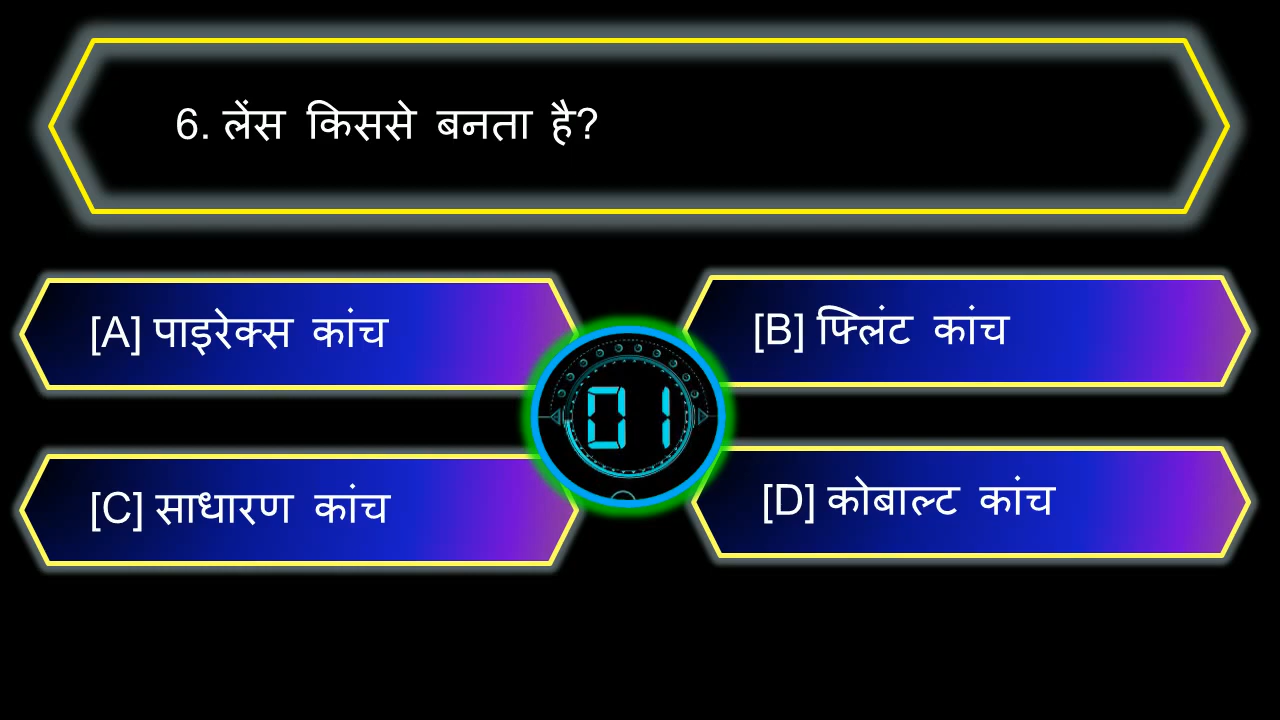 6. लेंस किससे बनता है?
[A] पाइरेक्स कांच
[B] फ्लिंट कांच
01
[C] साधारण कांच
[D] कोबाल्ट कांच